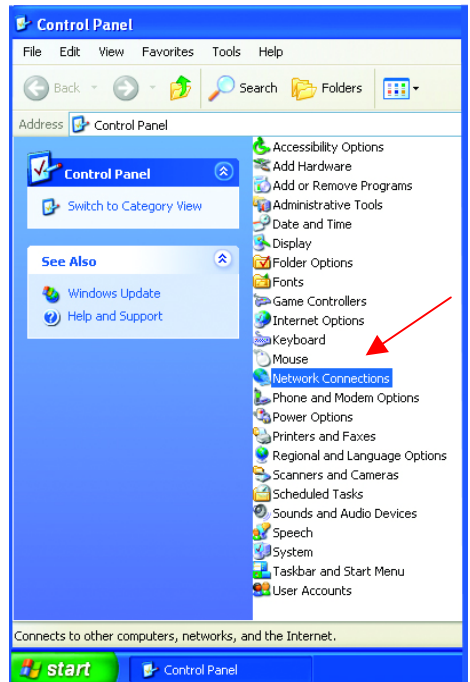 Control Panel
File Edit View Favorites Tools Help
Back Search Folders
Address Control Panel
Control Panel
Switch to Category View
See Also
Windows Update
Help and Support
Accessibility Options
Add Hardware
Add or Remove Programs
Administrative Tools
Date and Time
Display
Folder Options
Fonts
Game Controllers
Internet Options
Keyboard
Mouse
Network Connections
Phone and Modem Options
Power Options
Printers and Faxes
Regional and Language Options
Scanners and Cameras
Scheduled Tasks
Sounds and Audio Devices
Speech
System
Taskbar and Start Menu
User Accounts
Connects to other computers, networks, and the Internet.
start Control Panel